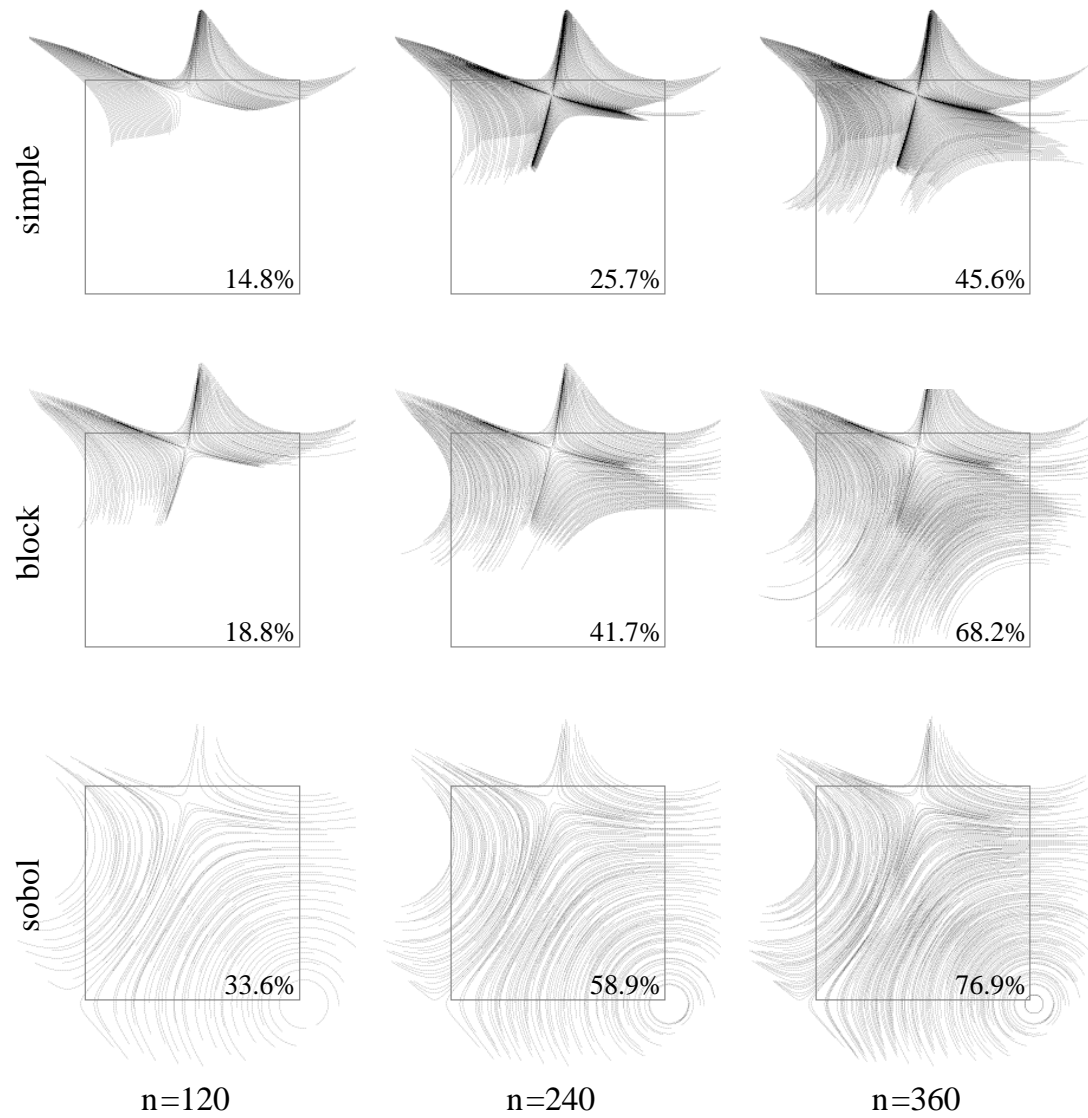 simple
14.8%
25.7%
45.6%
block
18.8%
41.7%
68.2%
sobol
33.6%
58.9%
76.9%
n=120
n=240
n=360